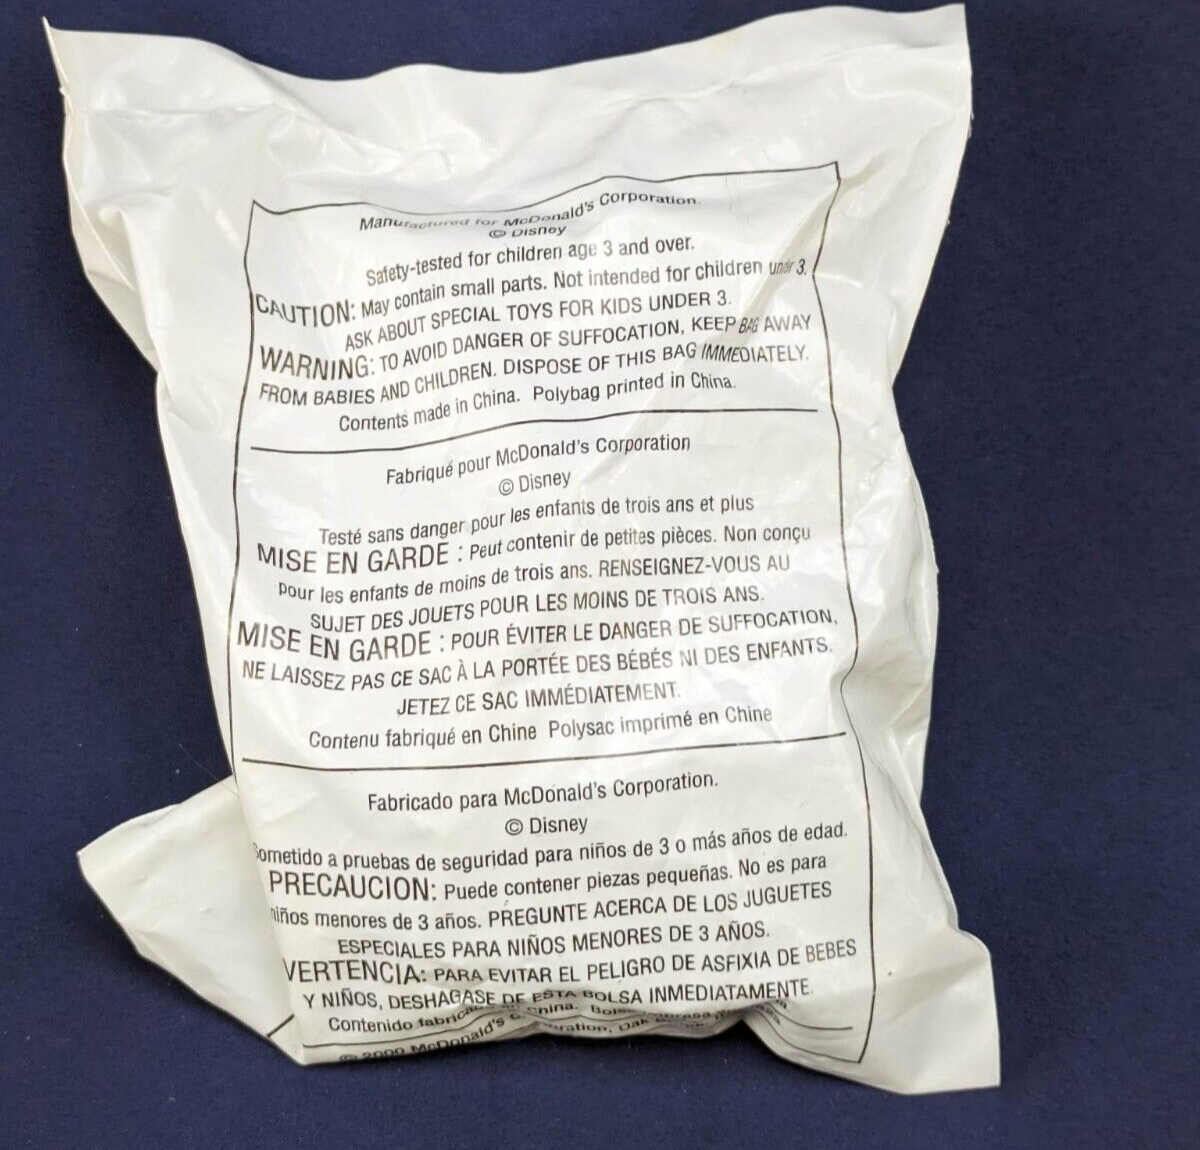 Manufactured for McDonald's Corporation.
© Disney
Safety-tested for children age 3 and over.
CAUTION: May contain small parts. Not intended for children under 3.
ASK ABOUT SPECIAL TOYS FOR KIDS UNDER 3.
WARNING: TO AVOID DANGER OF SUFFOCATION, KEEP BAG AWAY
FROM BABIES AND CHILDREN. DISPOSE OF THIS BAG IMMEDIATELY.
Contents made in China. Polybag printed in China.
Fabriqué pour McDonald's Corporation
© Disney
Testé sans danger pour les enfants de trois ans et plus
MISE EN GARDE : Peut contenir de petites pièces. Non conçu
pour les enfants de moins de trois ans. RENSEIGNEZ-VOUS AU
SUJET DES JOUETS POUR LES MOINS DE TROIS ANS.
MISE EN GARDE : POUR ÉVITER LE DANGER DE SUFFOCATION,
NE LAISSEZ PAS CE SAC À LA PORTÉE DES BÉBÉS NI DES ENFANTS.
JETEZ CE SAC IMMÉDIATEMENT.
Contenu fabriqué en Chine Polysac imprimé en Chine
Fabricado para McDonald's Corporation.
© Disney
Sometido a pruebas de seguridad para niños de 3 o más años de edad.
PRECAUCION: Puede contener piezas pequeñas. No es para
niños menores de 3 años. PREGUNTE ACERCA DE LOS JUGUETES
ESPECIALES PARA NIÑOS MENORES DE 3 AÑOS.
VERTENCIA: PARA EVITAR EL PELIGRO DE ASFIXIA DE BEBES
Y NIÑOS, DESHAGASE DE ESTA BOLSA INMEDIATAMENTE.
Contenido China.
© 2000 McDonald's